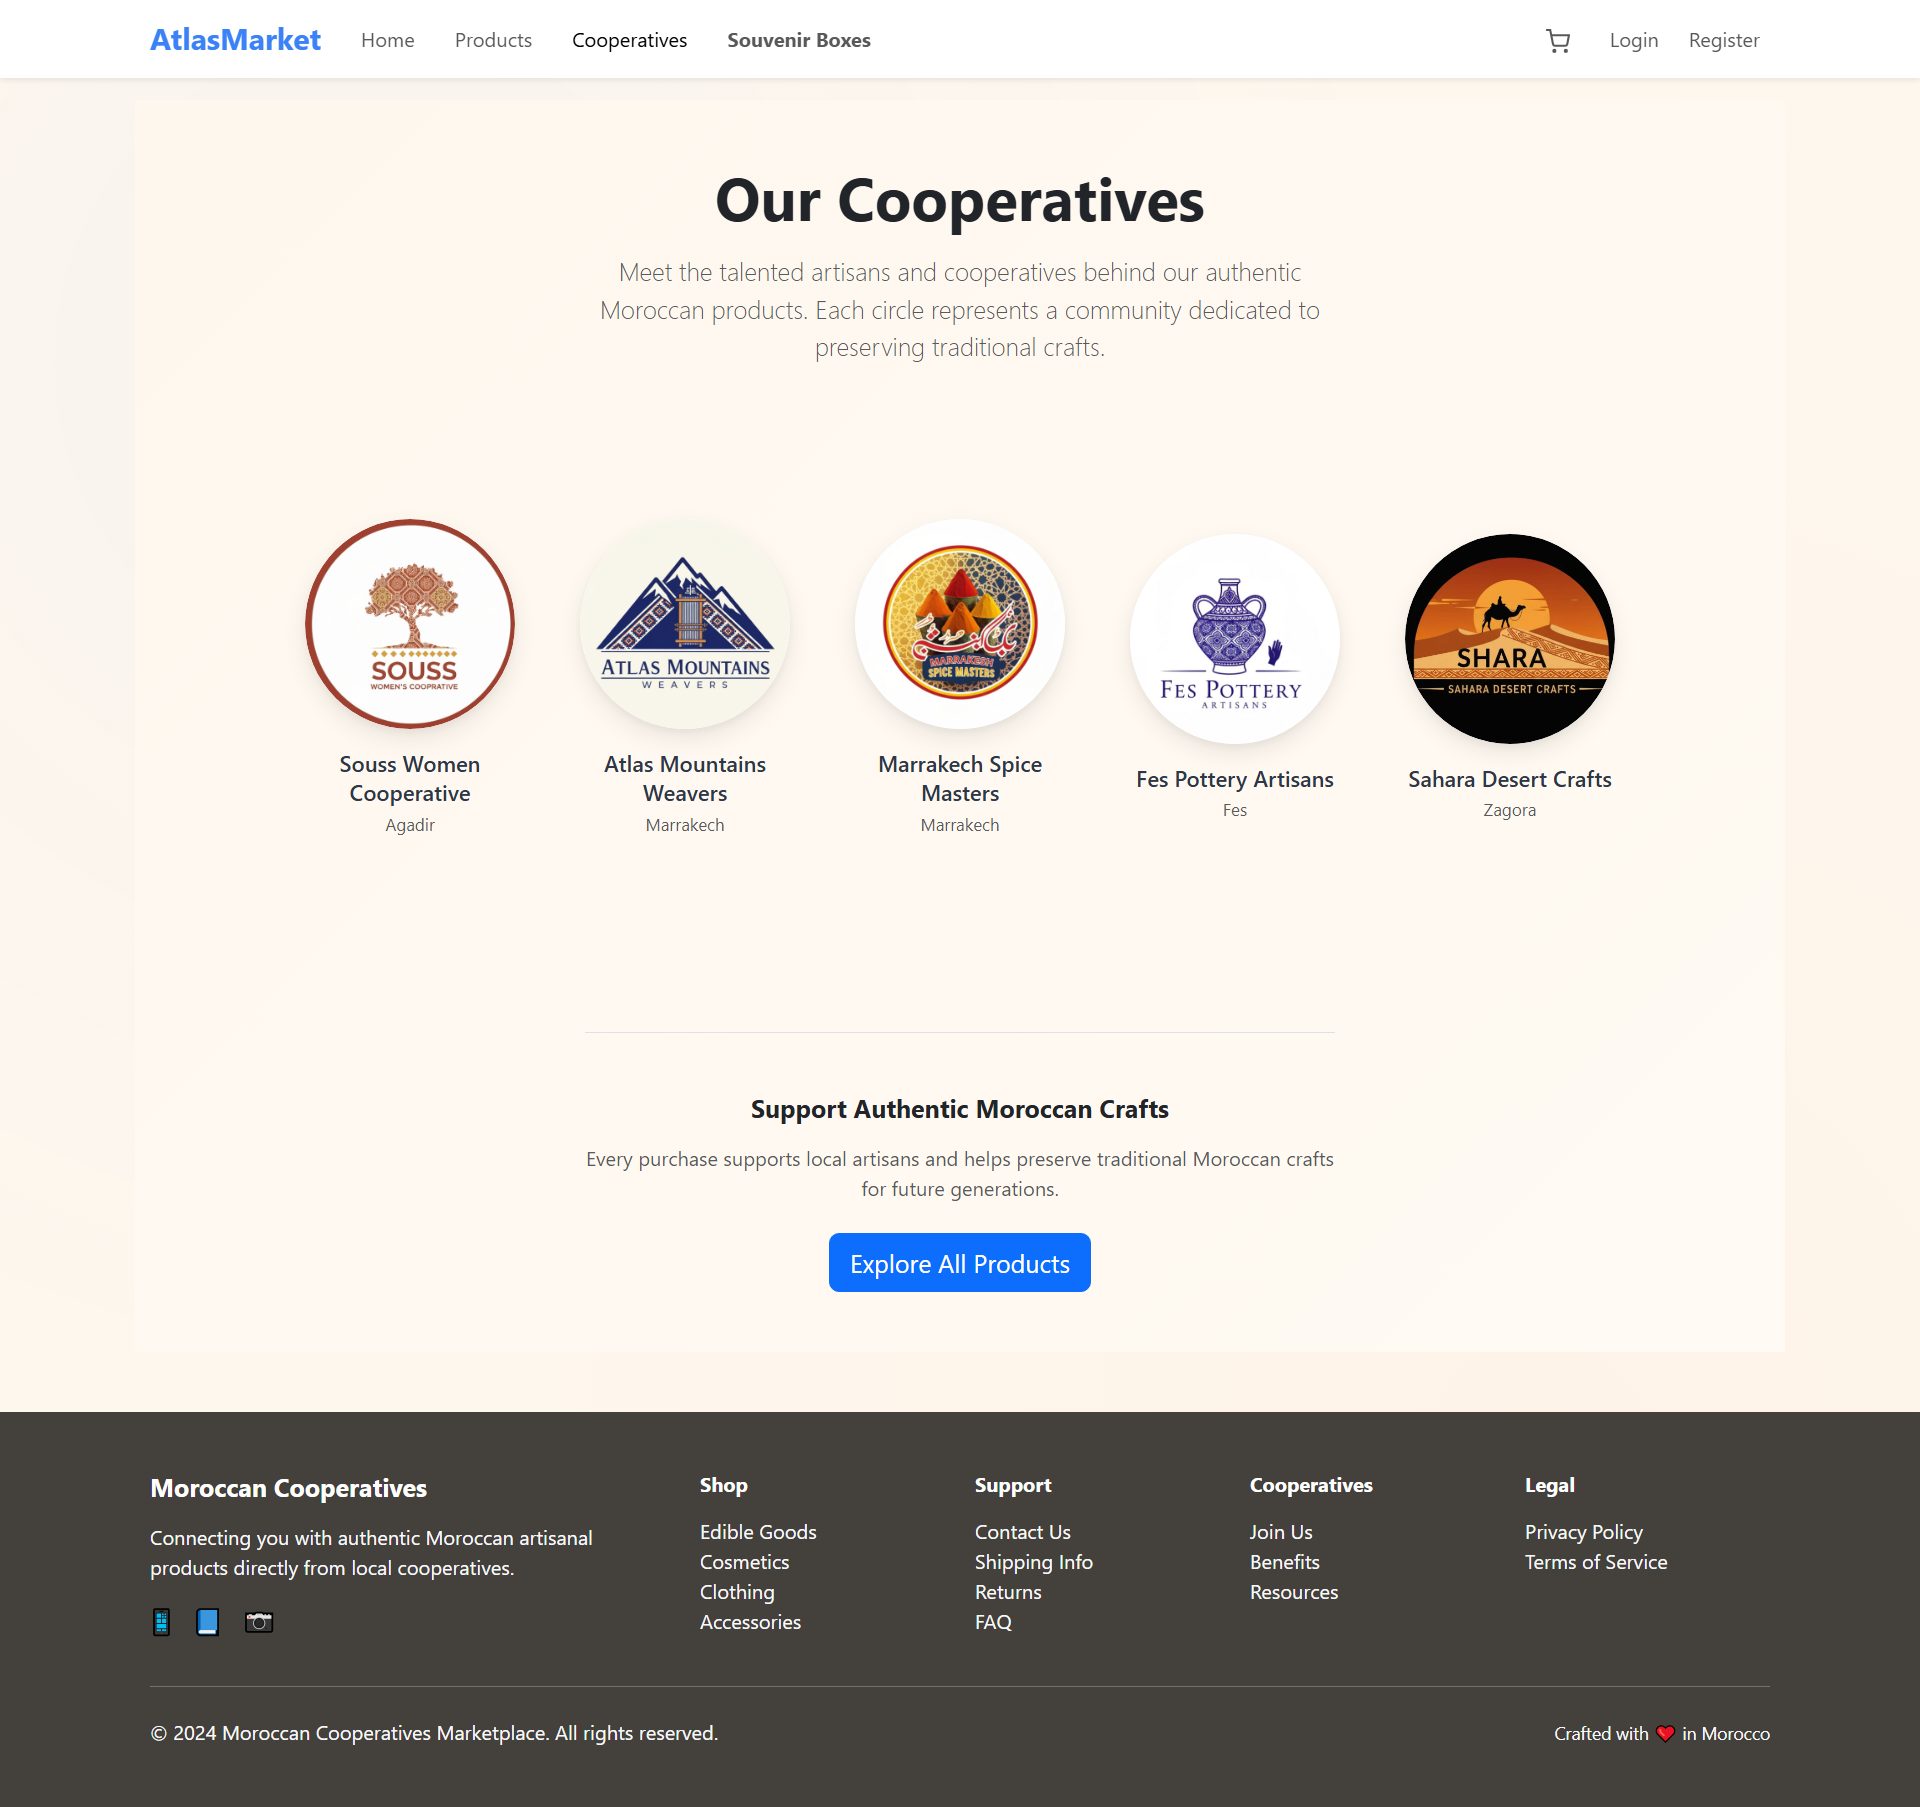 AtlasMarket Home Products Cooperatives Souvenir Boxes Login Register
Our Cooperatives
Meet the talented artisans and cooperatives behind our authentic
Moroccan products. Each circle represents a community dedicated to
preserving traditional crafts.
SOUSS
WOMEN'S COOPRATIVE
Souss Women
Cooperative
Agadir
ATLAS MOUNTAINS
WEAVERS
Atlas Mountains
Weavers
Marrakech
MARRAKESH
SPICE MASTERS
Marrakech Spice
Masters
Marrakech
FES POTTERY
ARTISANS
Fes Pottery Artisans
Fes
SHARA
SAHARA DESERT CRAFTS
Sahara Desert Crafts
Zagora
Support Authentic Moroccan Crafts
Every purchase supports local artisans and helps preserve traditional Moroccan crafts
for future generations.
Explore All Products
Moroccan Cooperatives
Connecting you with authentic Moroccan artisanal
products directly from local cooperatives.
Shop
Edible Goods
Cosmetics
Clothing
Accessories
Support
Contact Us
Shipping Info
Returns
FAQ
Cooperatives
Join Us
Benefits
Resources
Legal
Privacy Policy
Terms of Service
© 2024 Moroccan Cooperatives Marketplace. All rights reserved.
Crafted with ❤️ in Morocco